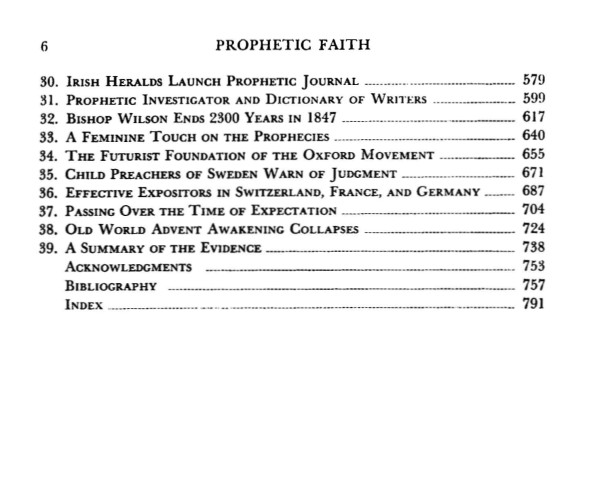 6 PROPHETIC FAITH
30. Irish Heralds Launch Prophetic Journal 579
31. Prophetic Investigator and Dictionary of Writers 599
32. Bishop Wilson Ends 2300 Years in 1847 617
33. A Feminine Touch on the Prophecies 640
34. The Futurist Foundation of the Oxford Movement 655
35. Child Preachers of Sweden Warn of Judgment 671
36. Effective Expositors in Switzerland, France, and Germany 687
37. Passing Over the Time of Expectation 704
38. Old World Advent Awakening Collapses 724
39. A Summary of the Evidence 738
Acknowledgments 753
Bibliography 757
Index 791